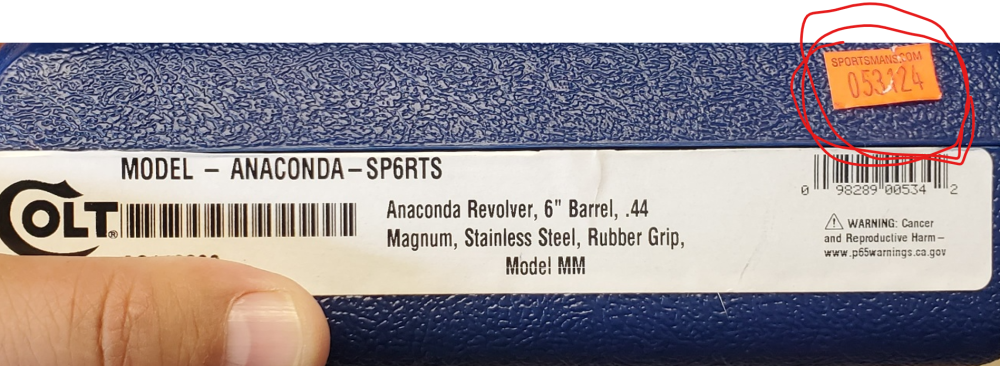 SPORTSMANS.COM
053124
MODEL - ANACONDA-SP6RTS
COLT®
Anaconda Revolver, 6" Barrel, .44
Magnum, Stainless Steel, Rubber Grip,
Model MM
0 98289 00534 2
⚠ WARNING: Cancer
and Reproductive Harm –
www.p65warnings.ca.gov